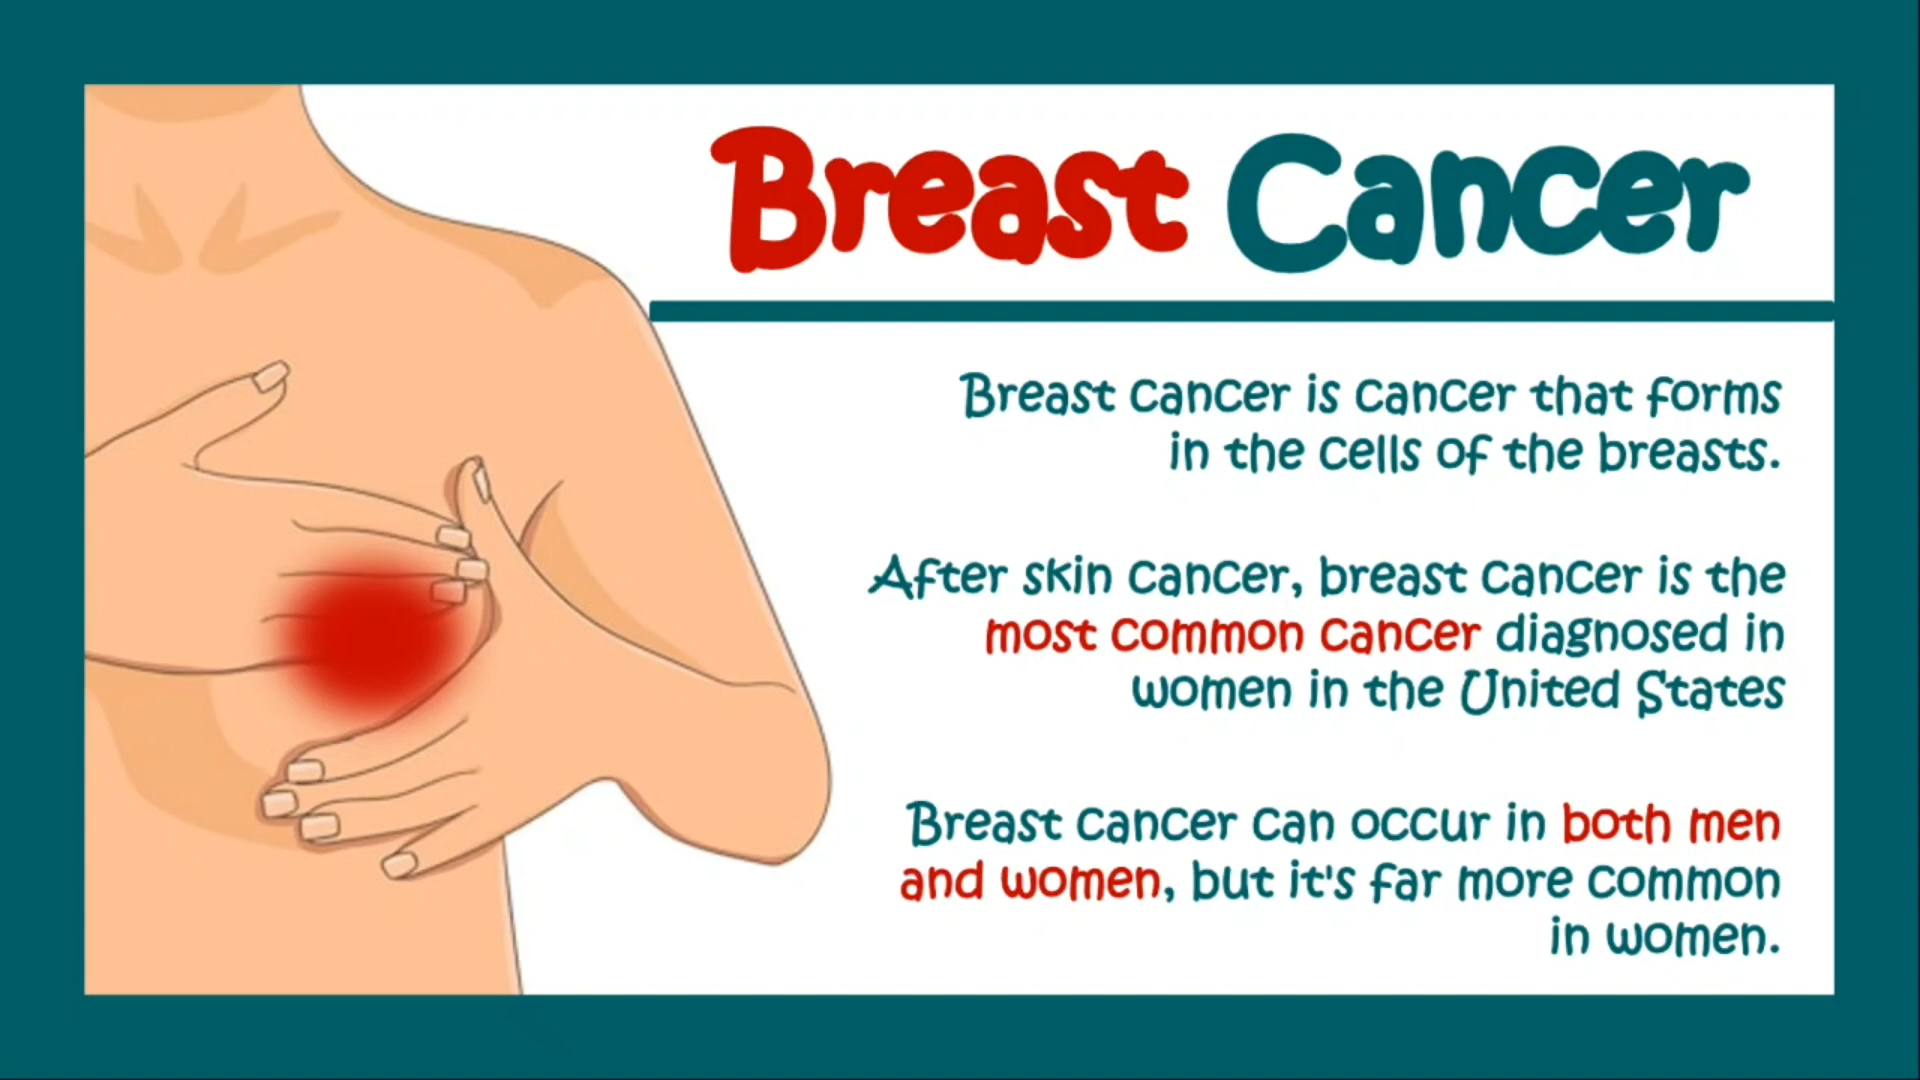 Breast Cancer
Breast cancer is cancer that forms
in the cells of the breasts.
After skin cancer, breast cancer is the
most common cancer diagnosed in
women in the United States
Breast cancer can occur in both men
and women, but it's far more common
in women.